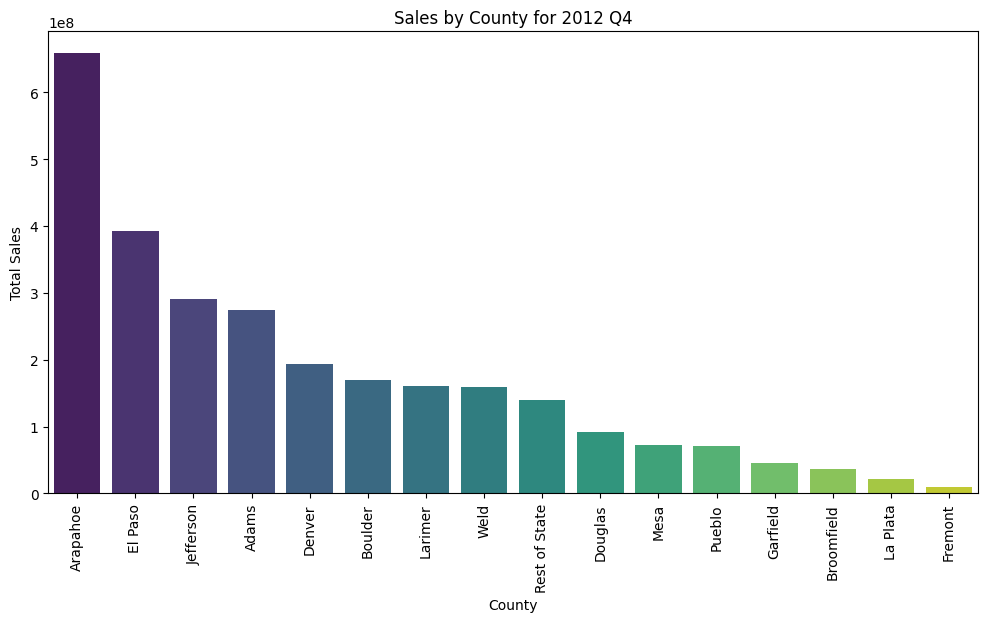 Sales by County for 2012 Q4
1e8
6
5
4
3
2
1
0
Total Sales
Arapahoe
El Paso
Jefferson
Adams
Denver
Boulder
Larimer
Weld
Rest of State
Douglas
Mesa
Pueblo
Garfield
Broomfield
La Plata
Fremont
County